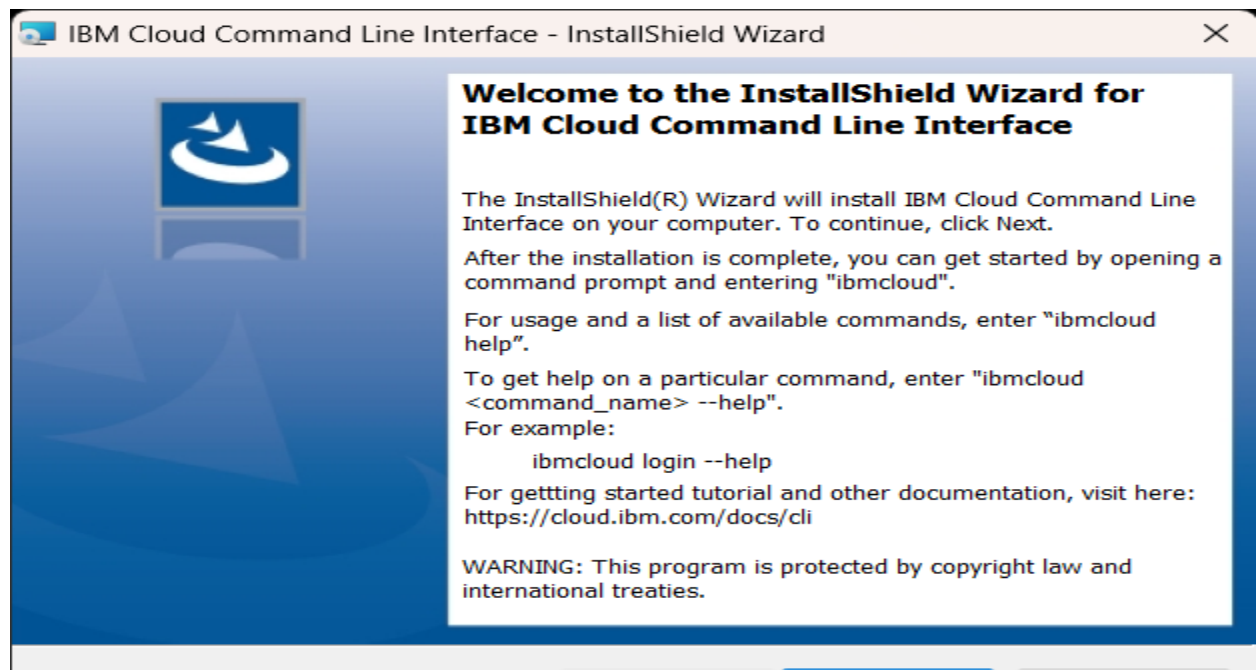 IBM Cloud Command Line Interface - InstallShield Wizard
Welcome to the InstallShield Wizard for
IBM Cloud Command Line Interface
The InstallShield(R) Wizard will install IBM Cloud Command Line
Interface on your computer. To continue, click Next.
After the installation is complete, you can get started by opening a
command prompt and entering "ibmcloud".
For usage and a list of available commands, enter “ibmcloud
help”.
To get help on a particular command, enter "ibmcloud
<command_name> --help".
For example:
ibmcloud login --help
For gettting started tutorial and other documentation, visit here:
https://cloud.ibm.com/docs/cli
WARNING: This program is protected by copyright law and
international treaties.